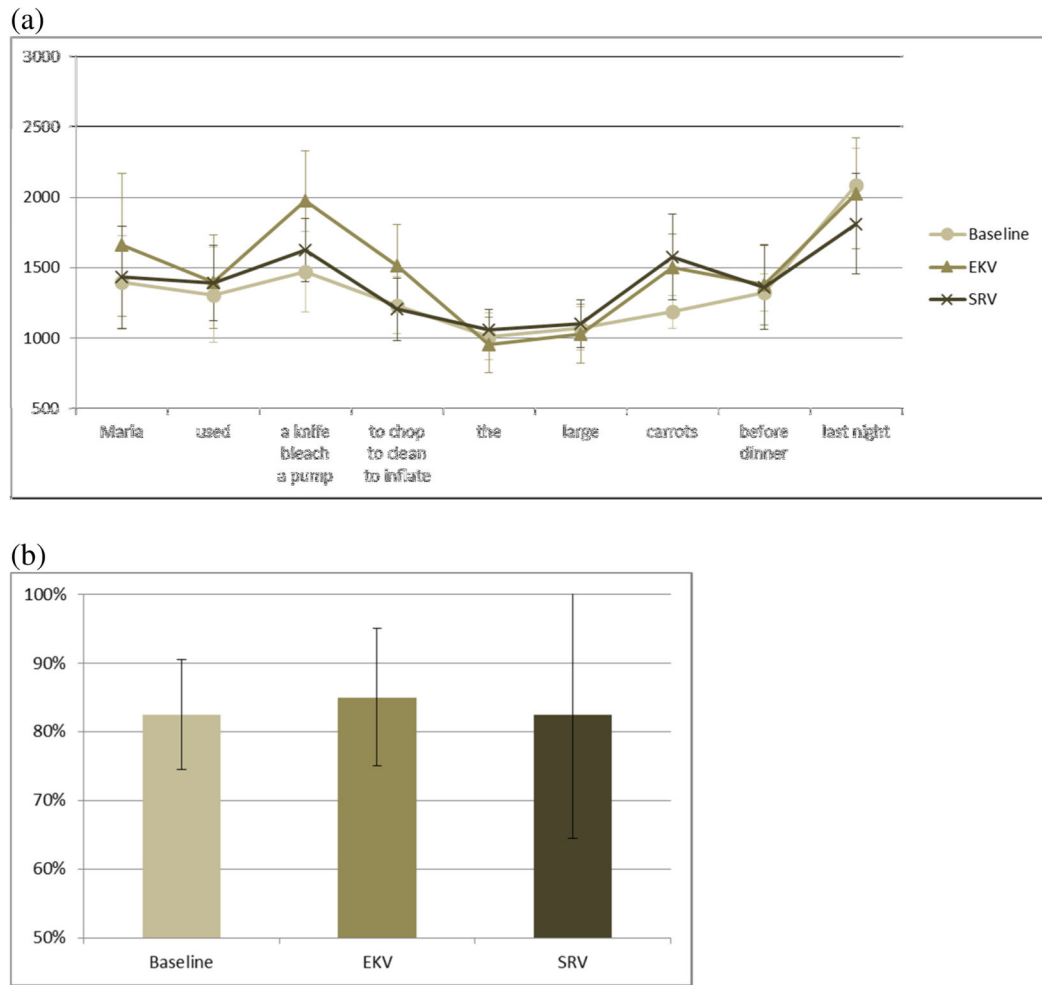 (a)
3000
2500
2000
1500
1000
500
Maria used a knife to chop the large carrots before last night
bleach to clean dinner
a pump to inflate
Baseline
EKV
SRV
(b)
100%
90%
80%
70%
60%
50%
Baseline EKV SRV